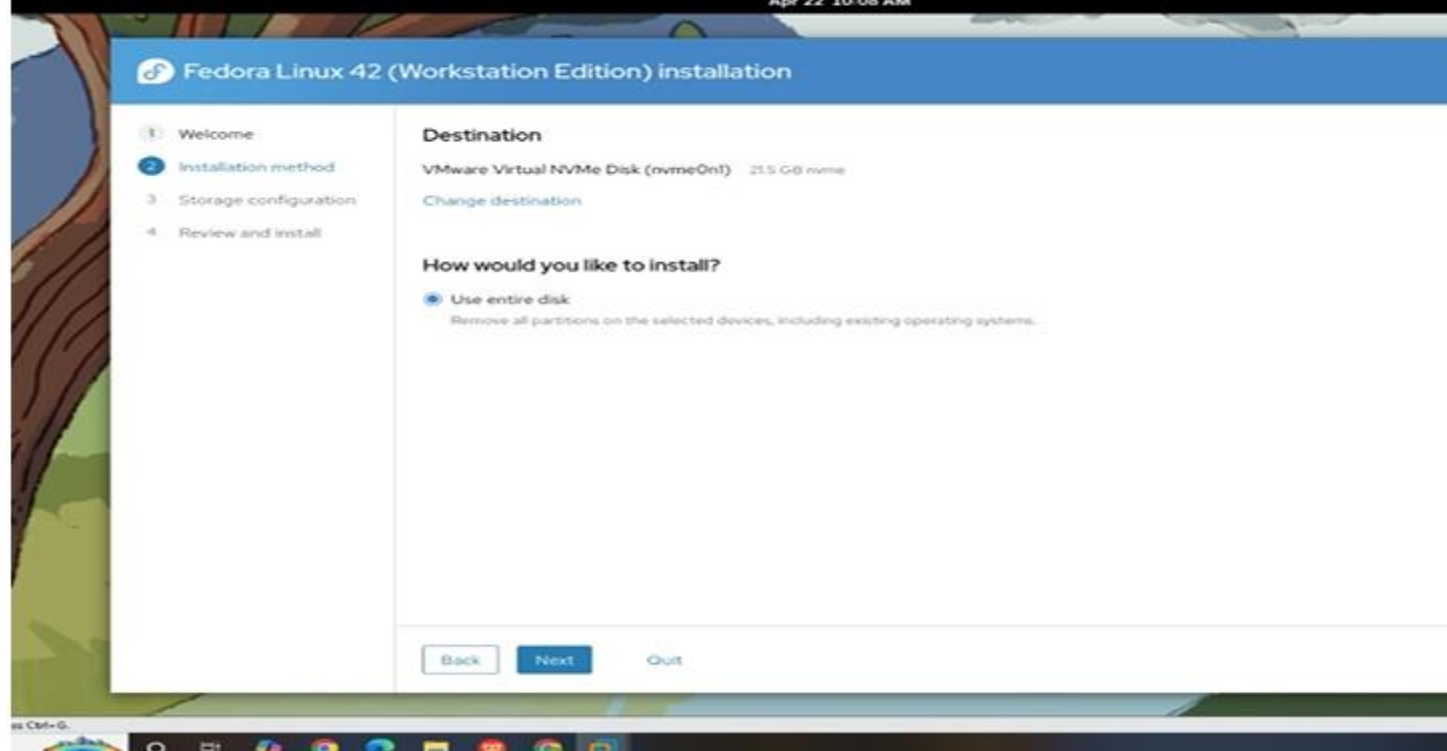 Apr 22 10:08 AM
Fedora Linux 42 (Workstation Edition) installation
1 Welcome
2 Installation method
3 Storage configuration
4 Review and install
Destination
VMware Virtual NVMe Disk (nvme0n1) 21.5 GB nvme
Change destination
How would you like to install?
Use entire disk
Remove all partitions on the selected devices, including existing operating systems.
Back Next Quit
Ctrl+G.